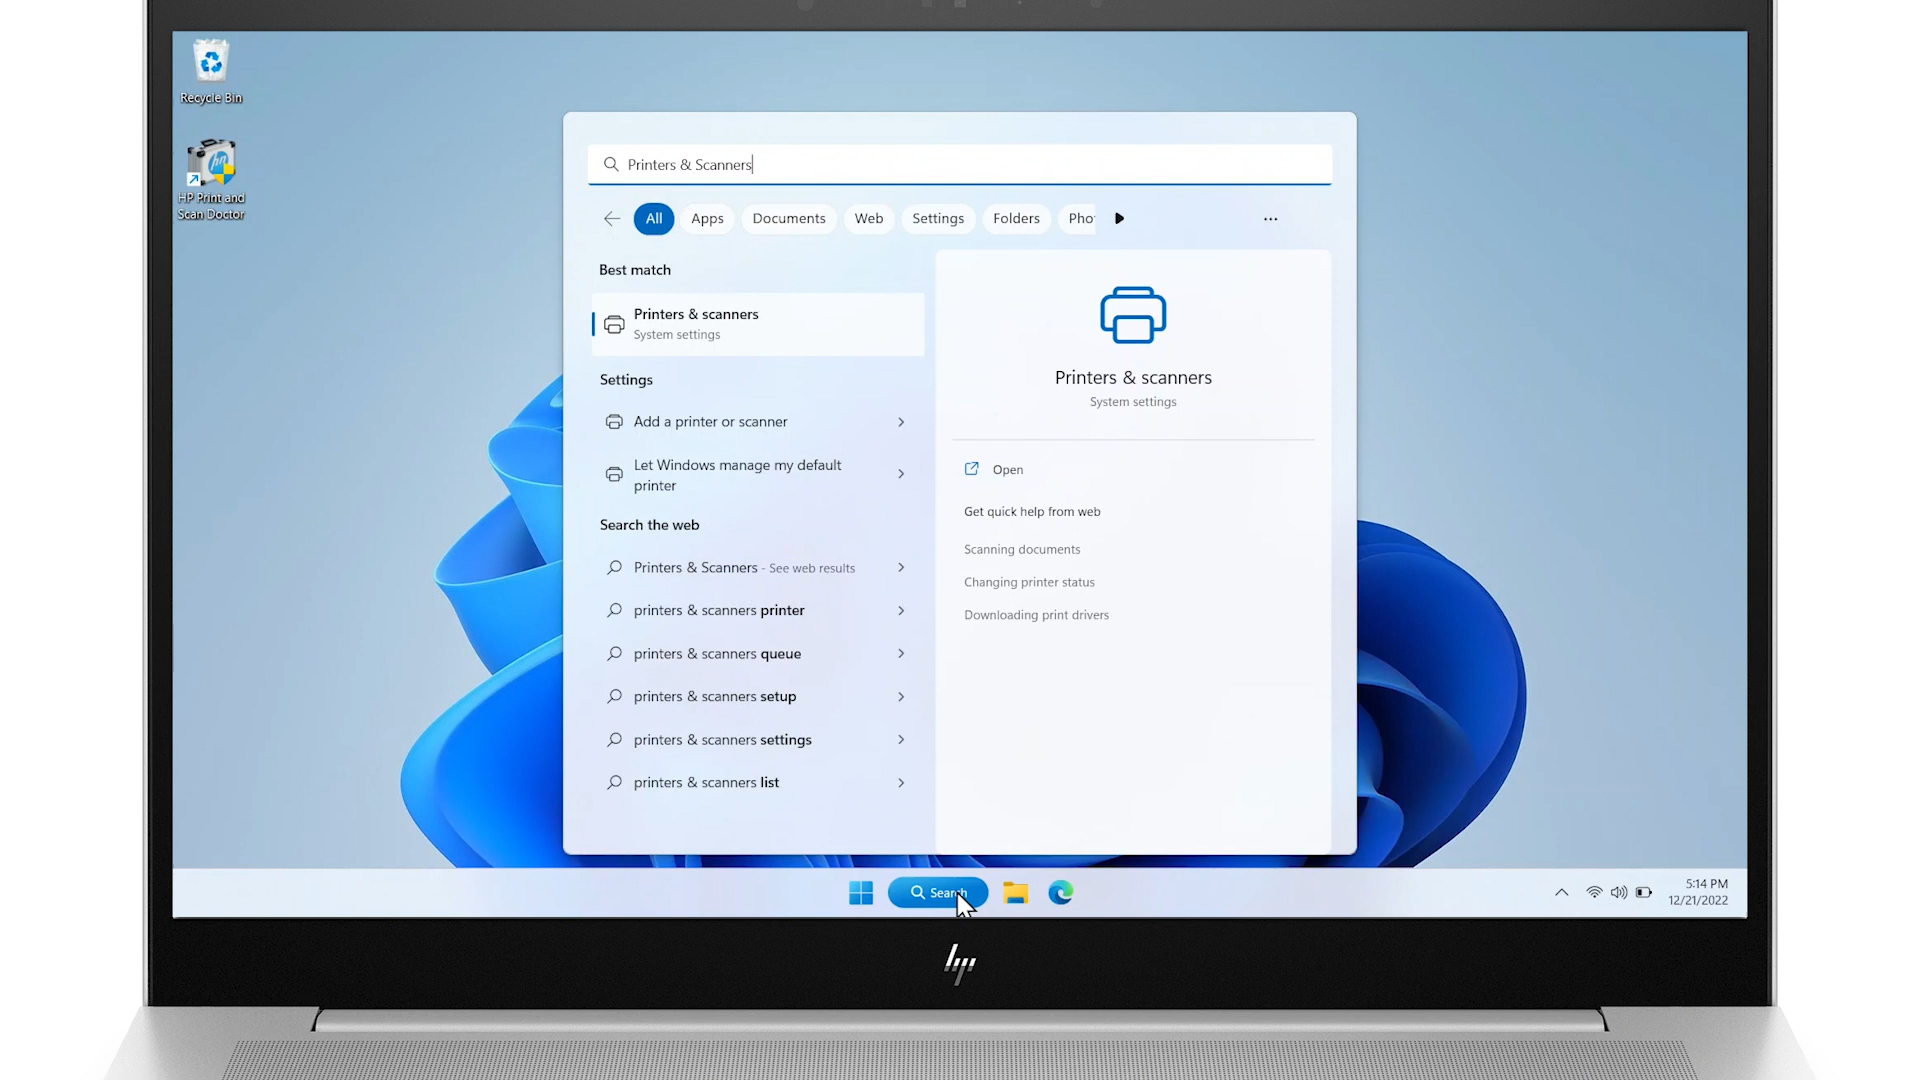 Recycle Bin
HP Print and
Scan Doctor
Printers & Scanners
All
Apps
Documents
Web
Settings
Folders
Pho
...
Best match
Printers & scanners
System settings
Settings
Add a printer or scanner
Let Windows manage my default
printer
Search the web
Printers & Scanners - See web results
printers & scanners printer
printers & scanners queue
printers & scanners setup
printers & scanners settings
printers & scanners list
Printers & scanners
System settings
Open
Get quick help from web
Scanning documents
Changing printer status
Downloading print drivers
Search
5:14 PM
12/21/2022
hp